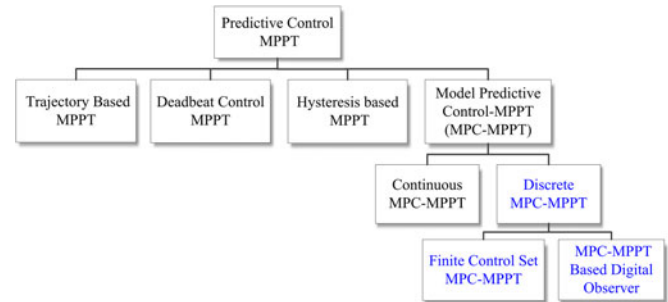 Predictive Control
MPPT
Trajectory Based
MPPT
Deadbeat Control
MPPT
Hysteresis based
MPPT
Model Predictive
Control-MPPT
(MPC-MPPT)
Continuous
MPC-MPPT
Discrete
MPC-MPPT
Finite Control Set
MPC-MPPT
MPC-MPPT
Based Digital
Observer